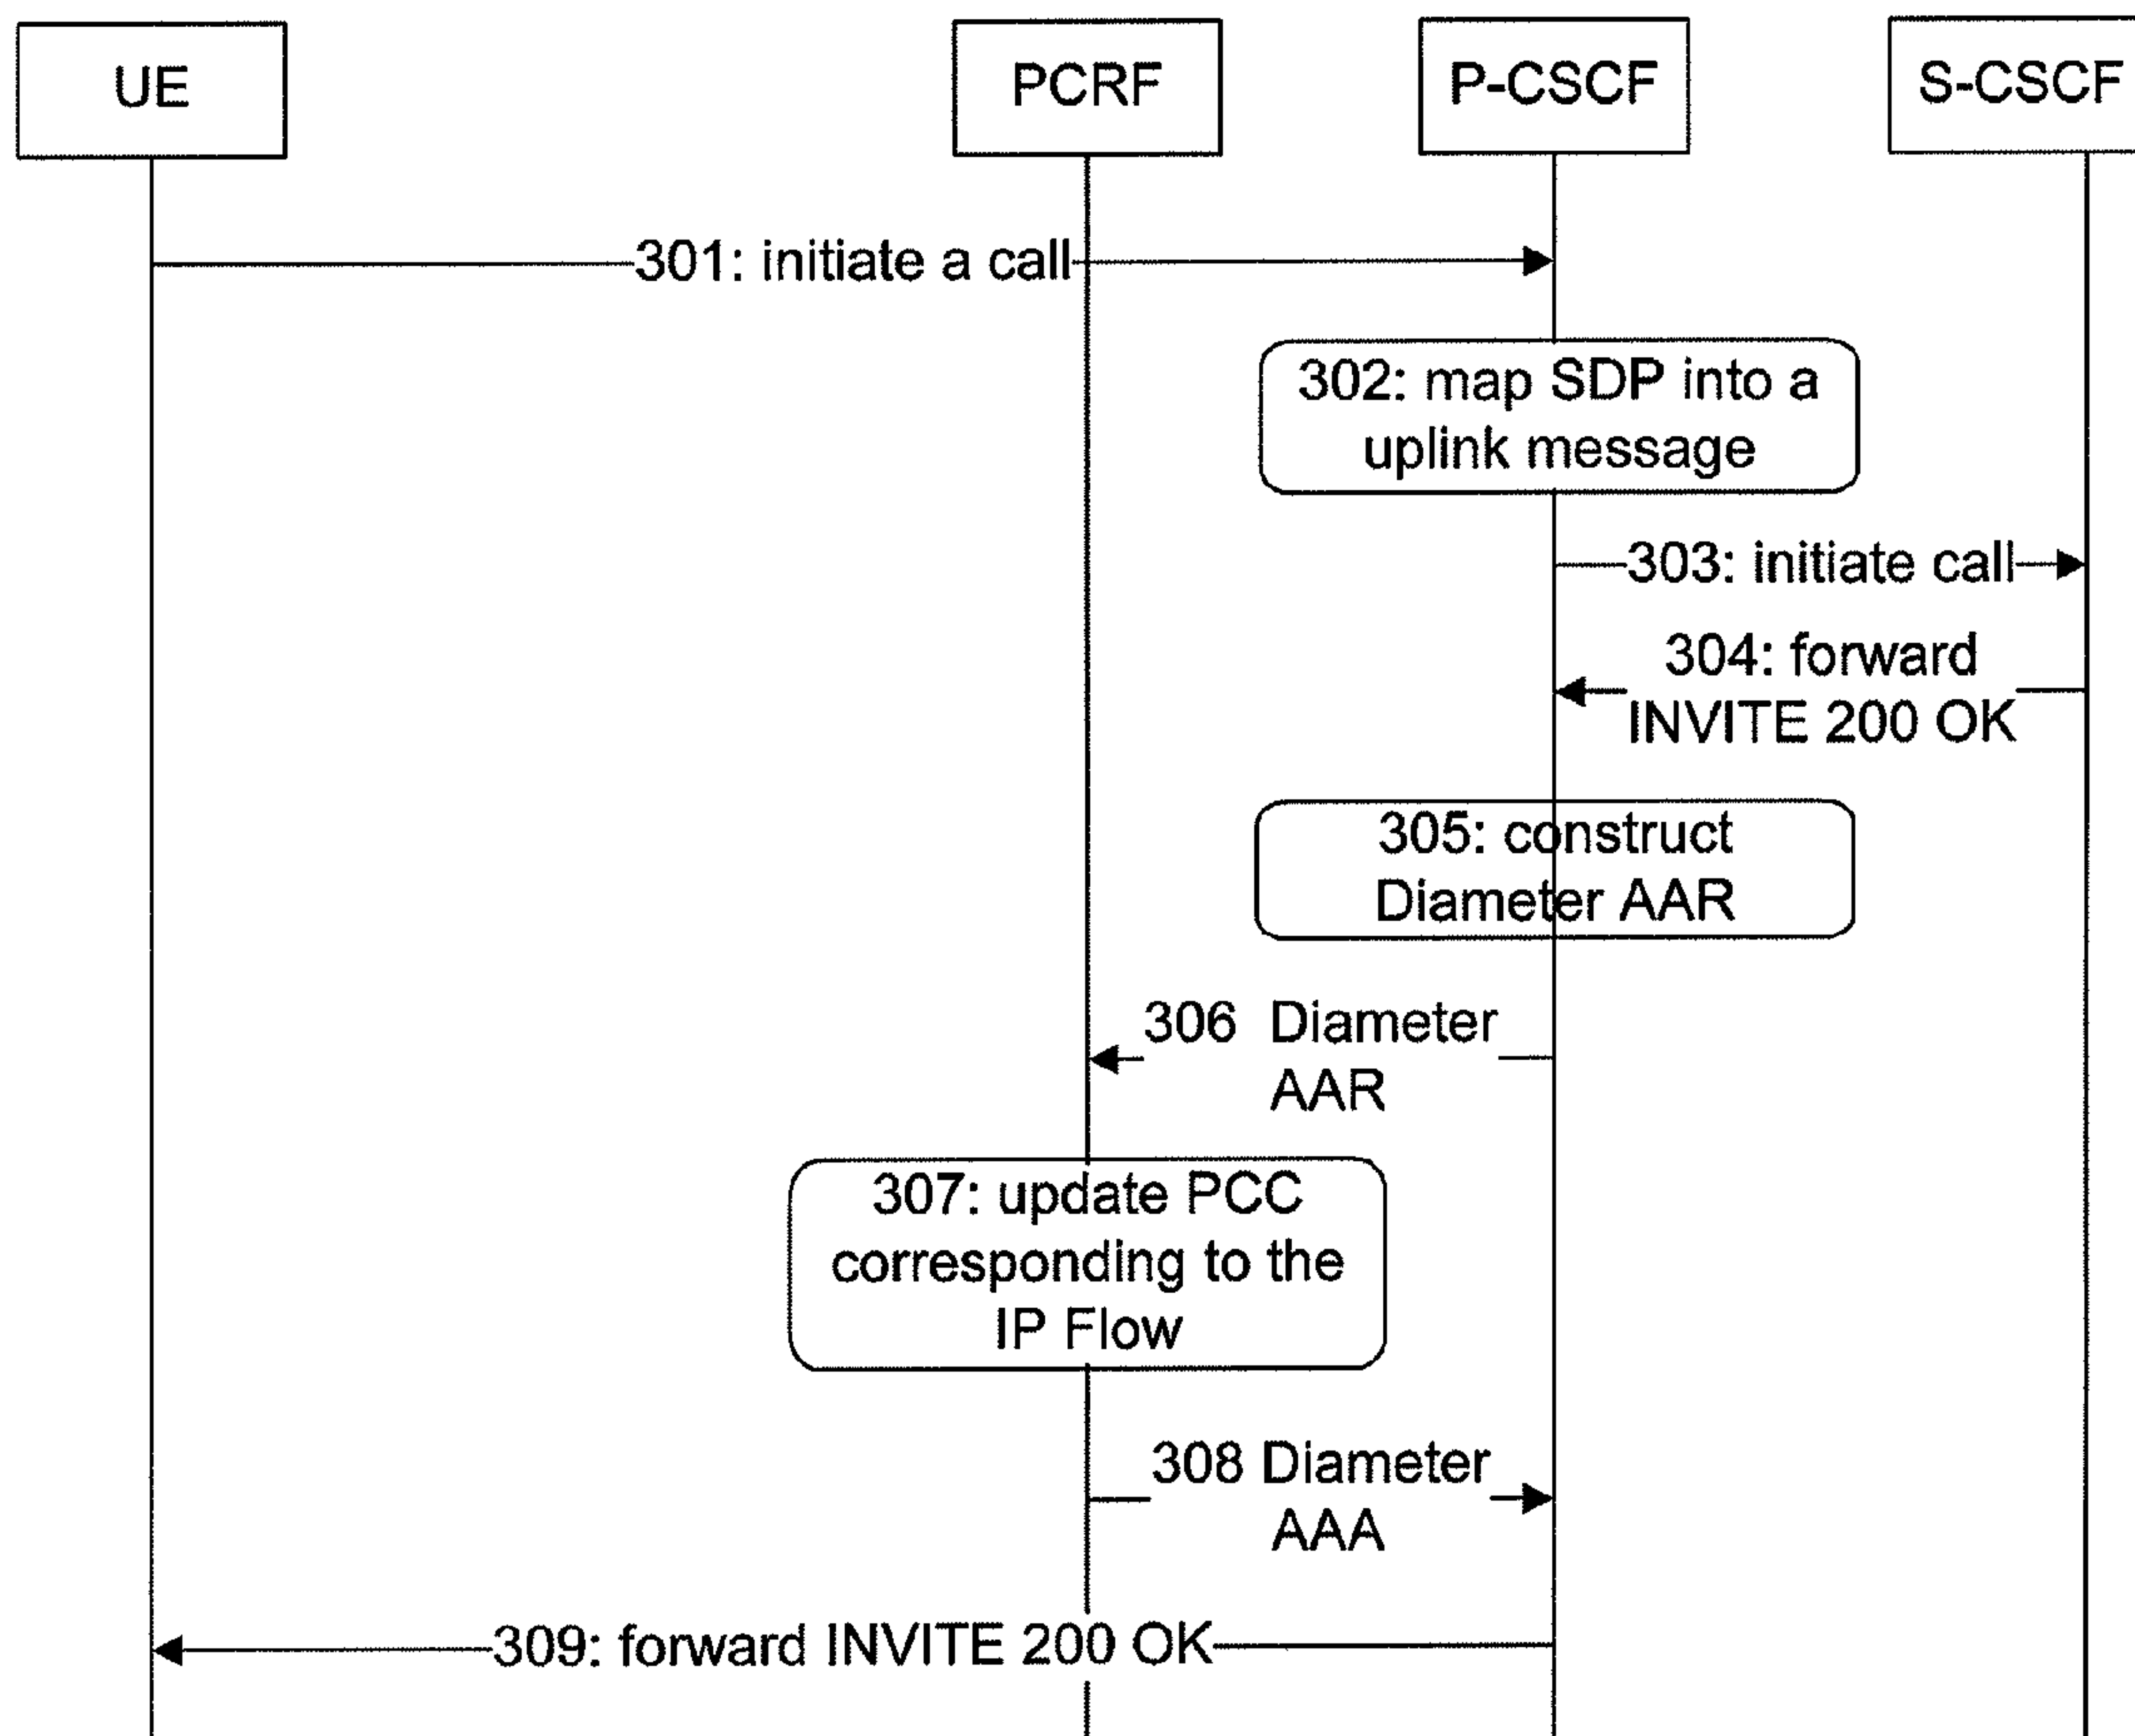 UE
PCRF
P-CSCF
S-CSCF
301: initiate a call
302: map SDP into a
uplink message
303: initiate call
304: forward
INVITE 200 OK
305: construct
Diameter AAR
306 Diameter
AAR
307: update PCC
corresponding to the
IP Flow
308 Diameter
AAA
309: forward INVITE 200 OK